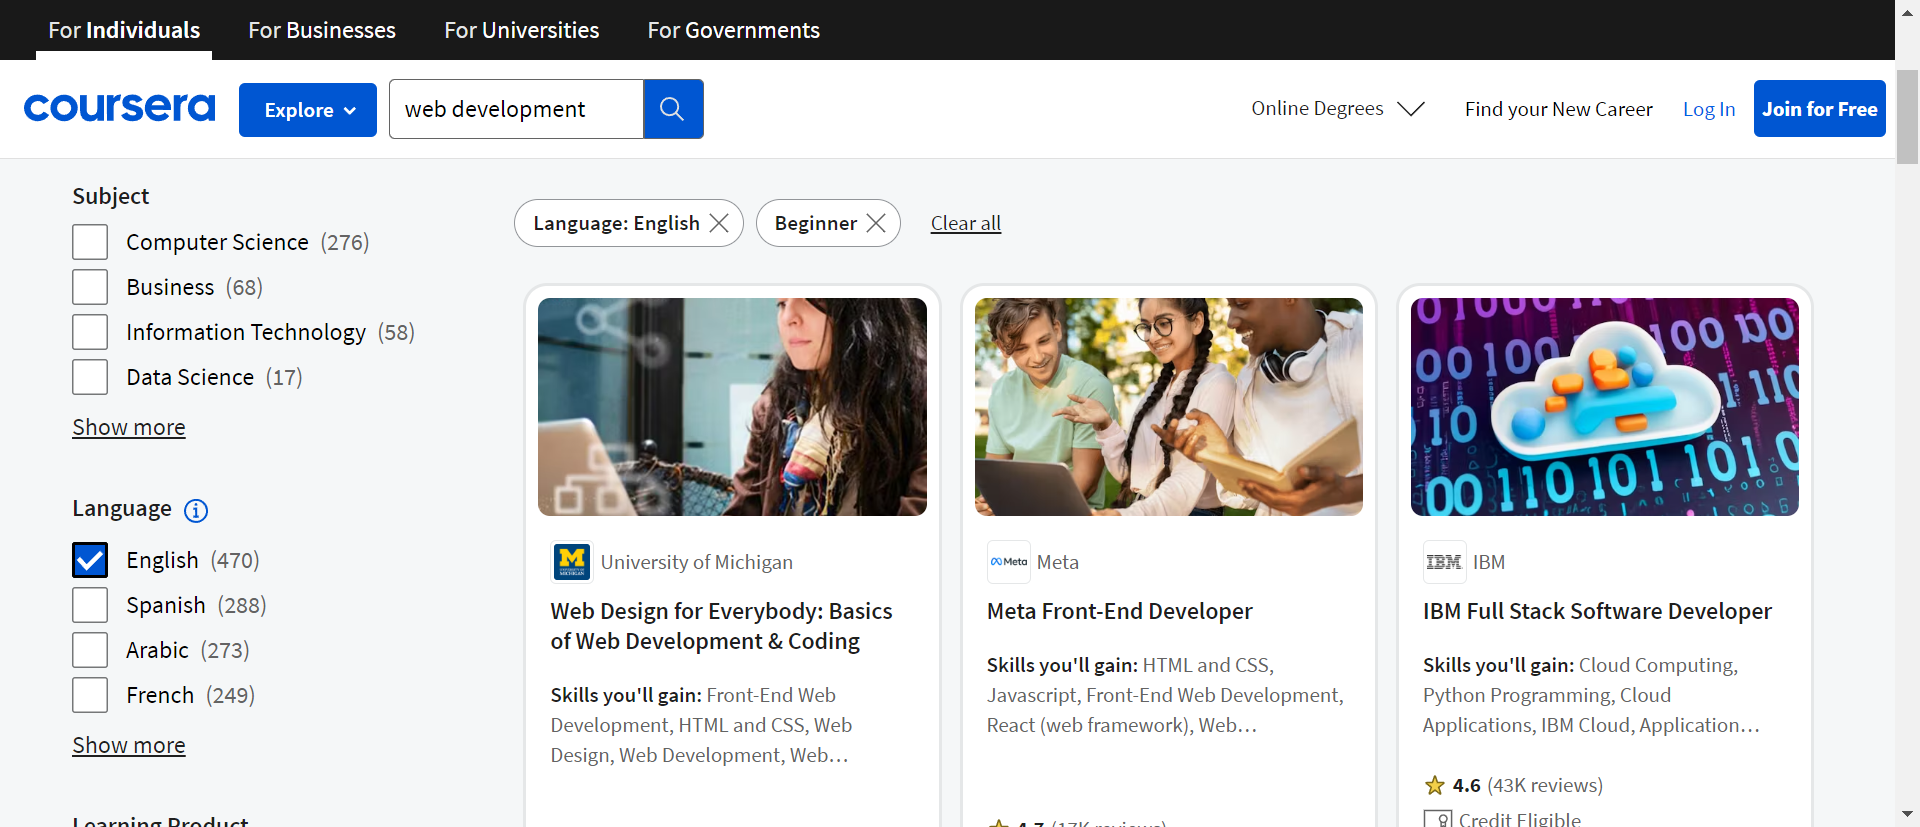 For Individuals
For Businesses
For Universities
For Governments
coursera
Explore
web development
Online Degrees
Find your New Career
Log In
Join for Free
Subject
Computer Science (276)
Business (68)
Information Technology (58)
Data Science (17)
Show more
Language
English (470)
Spanish (288)
Arabic (273)
French (249)
Show more
Learning Product
Language: English
Beginner
Clear all
University of Michigan
Web Design for Everybody: Basics
of Web Development & Coding
Skills you'll gain: Front-End Web
Development, HTML and CSS, Web
Design, Web Development, Web…
Meta
Meta
Meta Front-End Developer
Skills you'll gain: HTML and CSS,
Javascript, Front-End Web Development,
React (web framework), Web…
4.7 (17K reviews)
IBM
IBM
IBM Full Stack Software Developer
Skills you'll gain: Cloud Computing,
Python Programming, Cloud
Applications, IBM Cloud, Application…
4.6 (43K reviews)
Credit Eligible